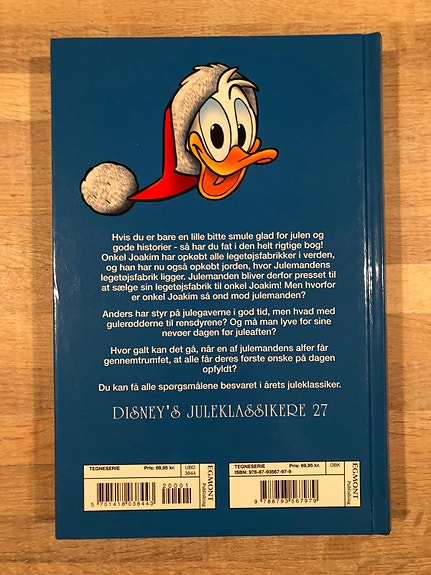 Hvis du er bare en lille bitte smule glad for julen og
gode historier - så har du fat i den helt rigtige bog!
Onkel Joakim har opkøbt alle legetøjsfabrikker i verden,
og han har nu også opkøbt jorden, hvor Julemandens
legetøjsfabrik ligger. Julemanden bliver derfor presset til
at sælge sin legetøjsfabrik til onkel Joakim! Men hvorfor
er onkel Joakim så ond mod julemanden?
Anders har styr på julegaverne i god tid, men hvad med
gulerødderne til rensdyrene? Og må man lyve for sine
nevøer dagen før juleaften?
Hvor galt kan det gå, når en af julemandens alfer får
gennemtrumfet, at alle får deres første ønske på dagen
opfyldt?
Du kan få alle spørgsmålene besvaret i årets juleklassiker.
DISNEY'S JULEKLASSIKERE 27
TEGNESERIE Pris: 69,95 kr.
UBD
3844
20001
5 701418 038443
EGMONT
Publishing
TEGNESERIE Pris: 69,95 kr.
ISBN: 978-87-93567-97-9
DBK
9 788793 567979
EGMONT
Publishing